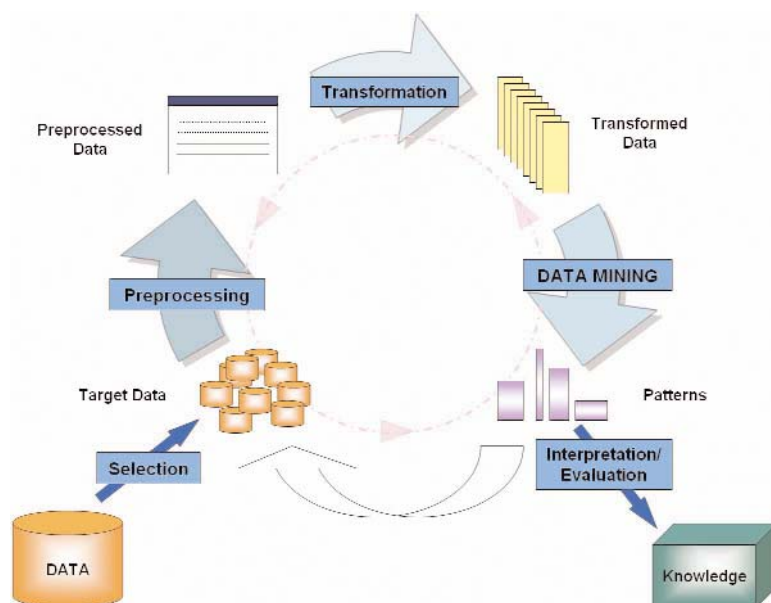 Transformation
Preprocessed
Data
Transformed
Data
Preprocessing
DATA MINING
Target Data
Patterns
Selection
Interpretation/
Evaluation
DATA
Knowledge